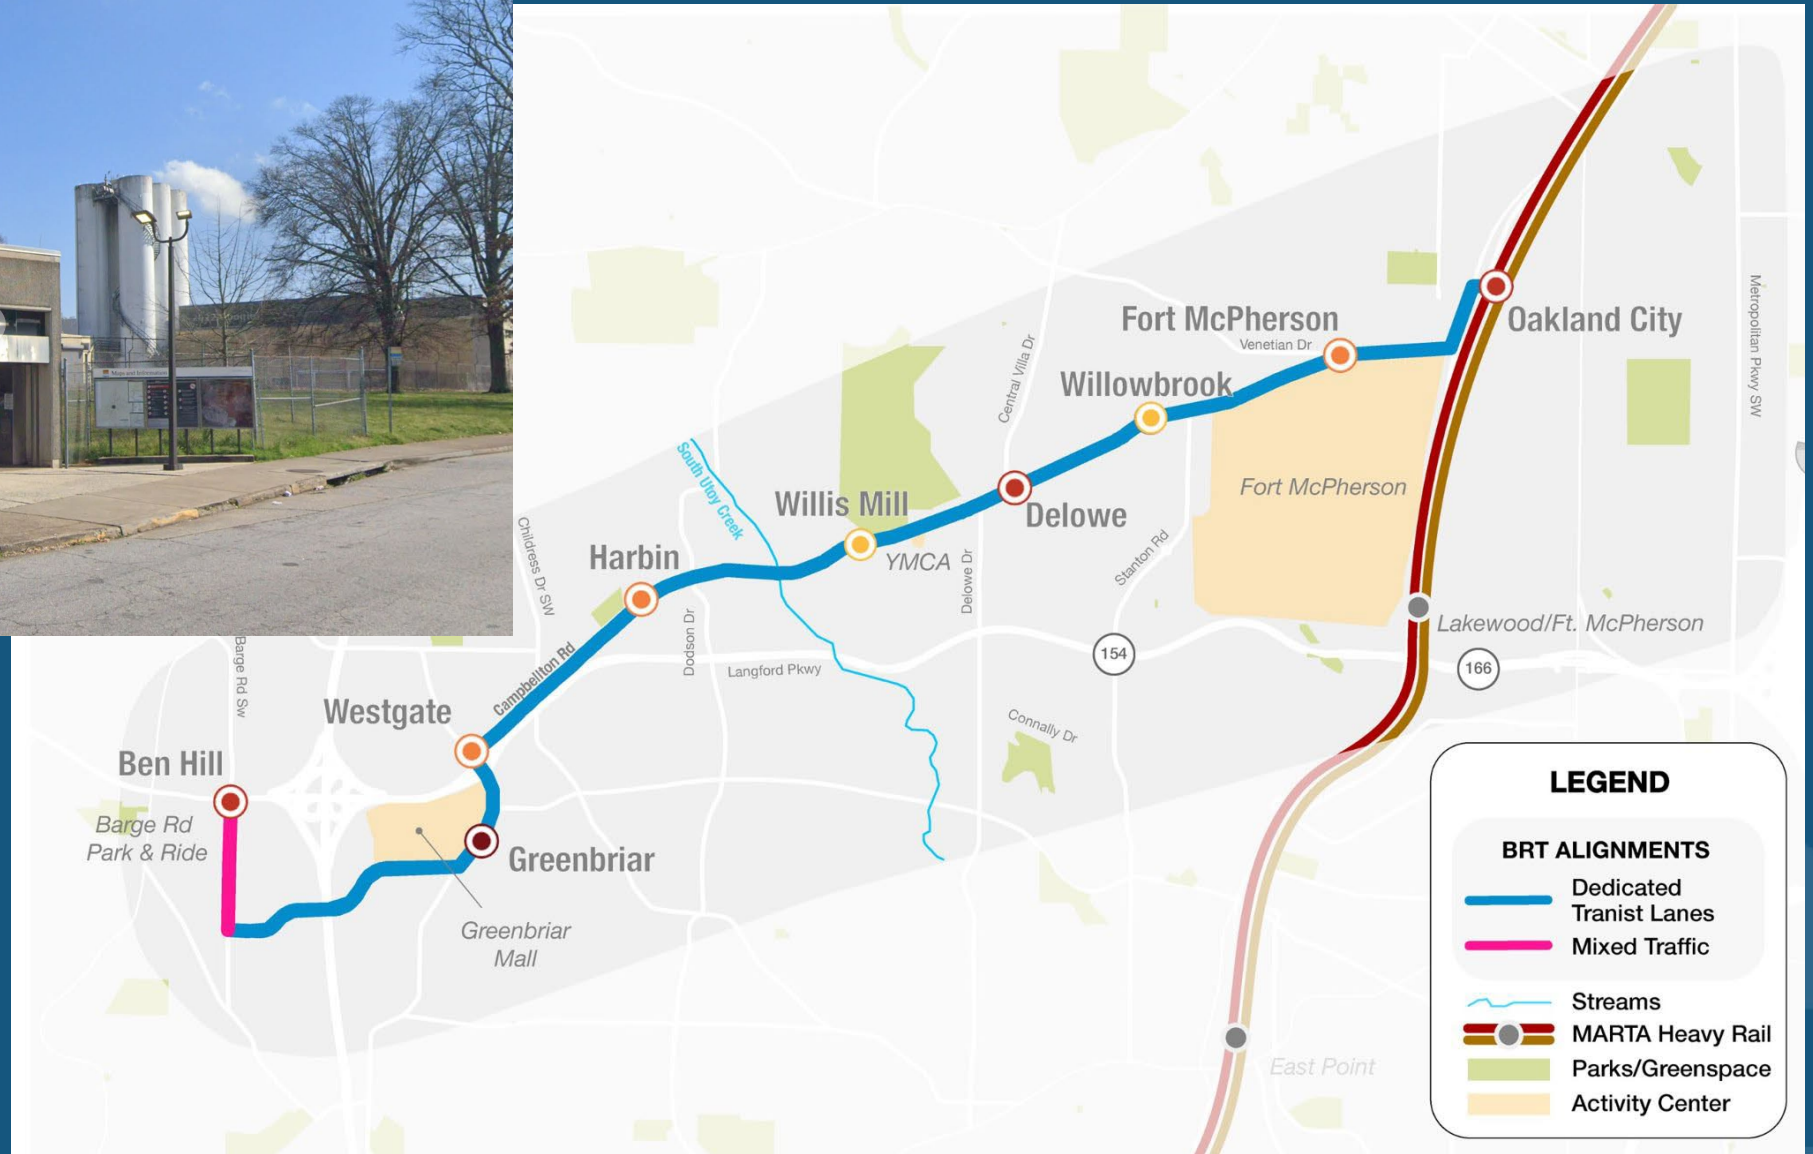 Maps and Information
Fort McPherson
Venetian Dr
Oakland City
Metropolitan Pkwy SW
Willowbrook
Central Villa Dr
South Utoy Creek
Willis Mill
Fort McPherson
Delowe
Childress Dr SW
Harbin
YMCA
Delowe Dr
Stanton Rd
Lakewood/Ft. McPherson
Barge Rd Sw
Campbellton Rd
Dodson Dr
Langford Pkwy
154
166
Westgate
Connally Dr
Ben Hill
Barge Rd
Park & Ride
Greenbriar
Greenbriar
Mall
East Point
LEGEND
BRT ALIGNMENTS
Dedicated
Tranist Lanes
Mixed Traffic
Streams
MARTA Heavy Rail
Parks/Greenspace
Activity Center